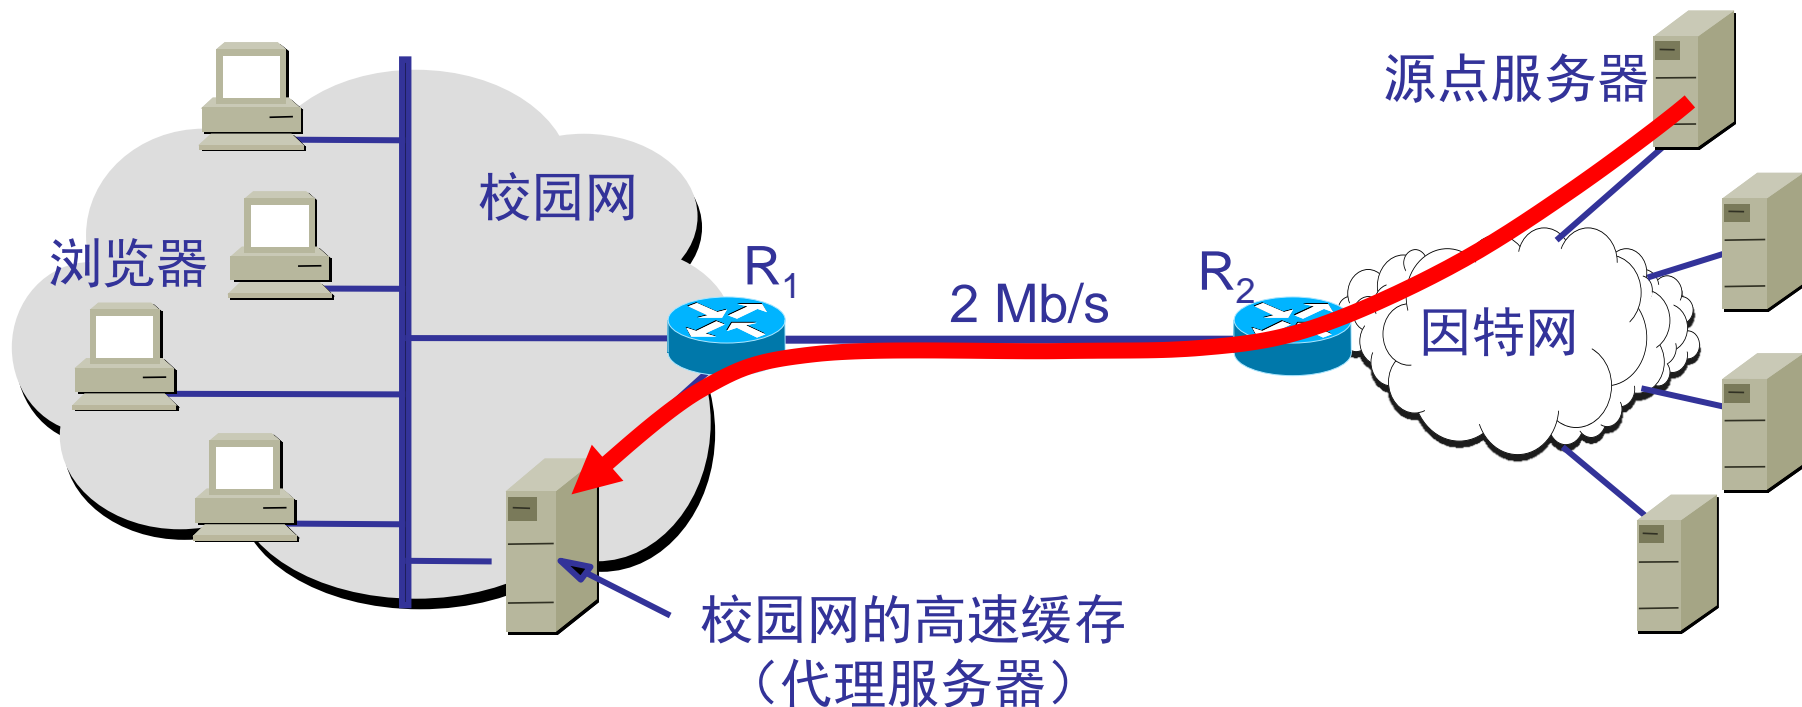 源点服务器
校园网
浏览器
R1
2 Mb/s
R2
因特网
校园网的高速缓存
（代理服务器）